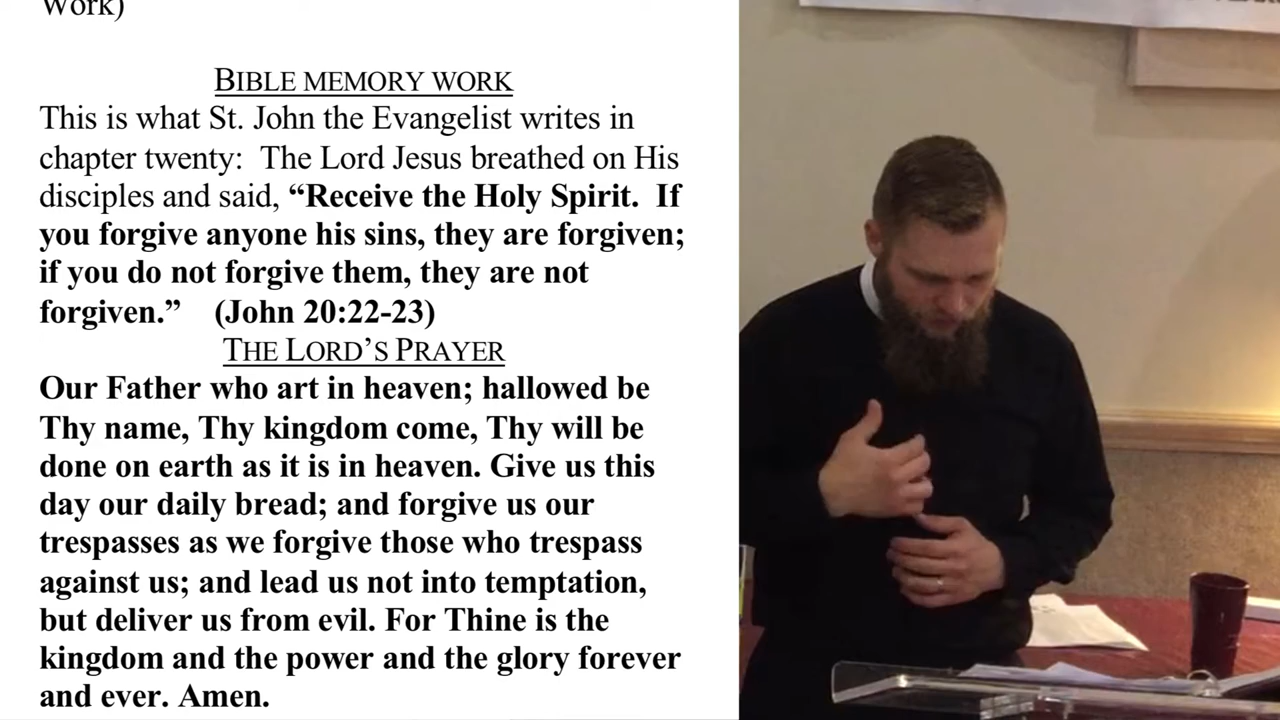 Work)
BIBLE MEMORY WORK
This is what St. John the Evangelist writes in
chapter twenty:  The Lord Jesus breathed on His
disciples and said, “Receive the Holy Spirit.  If
you forgive anyone his sins, they are forgiven;
if you do not forgive them, they are not
forgiven.”    (John 20:22-23)
THE LORD’S PRAYER
Our Father who art in heaven; hallowed be
Thy name, Thy kingdom come, Thy will be
done on earth as it is in heaven. Give us this
day our daily bread; and forgive us our
trespasses as we forgive those who trespass
against us; and lead us not into temptation,
but deliver us from evil. For Thine is the
kingdom and the power and the glory forever
and ever. Amen.